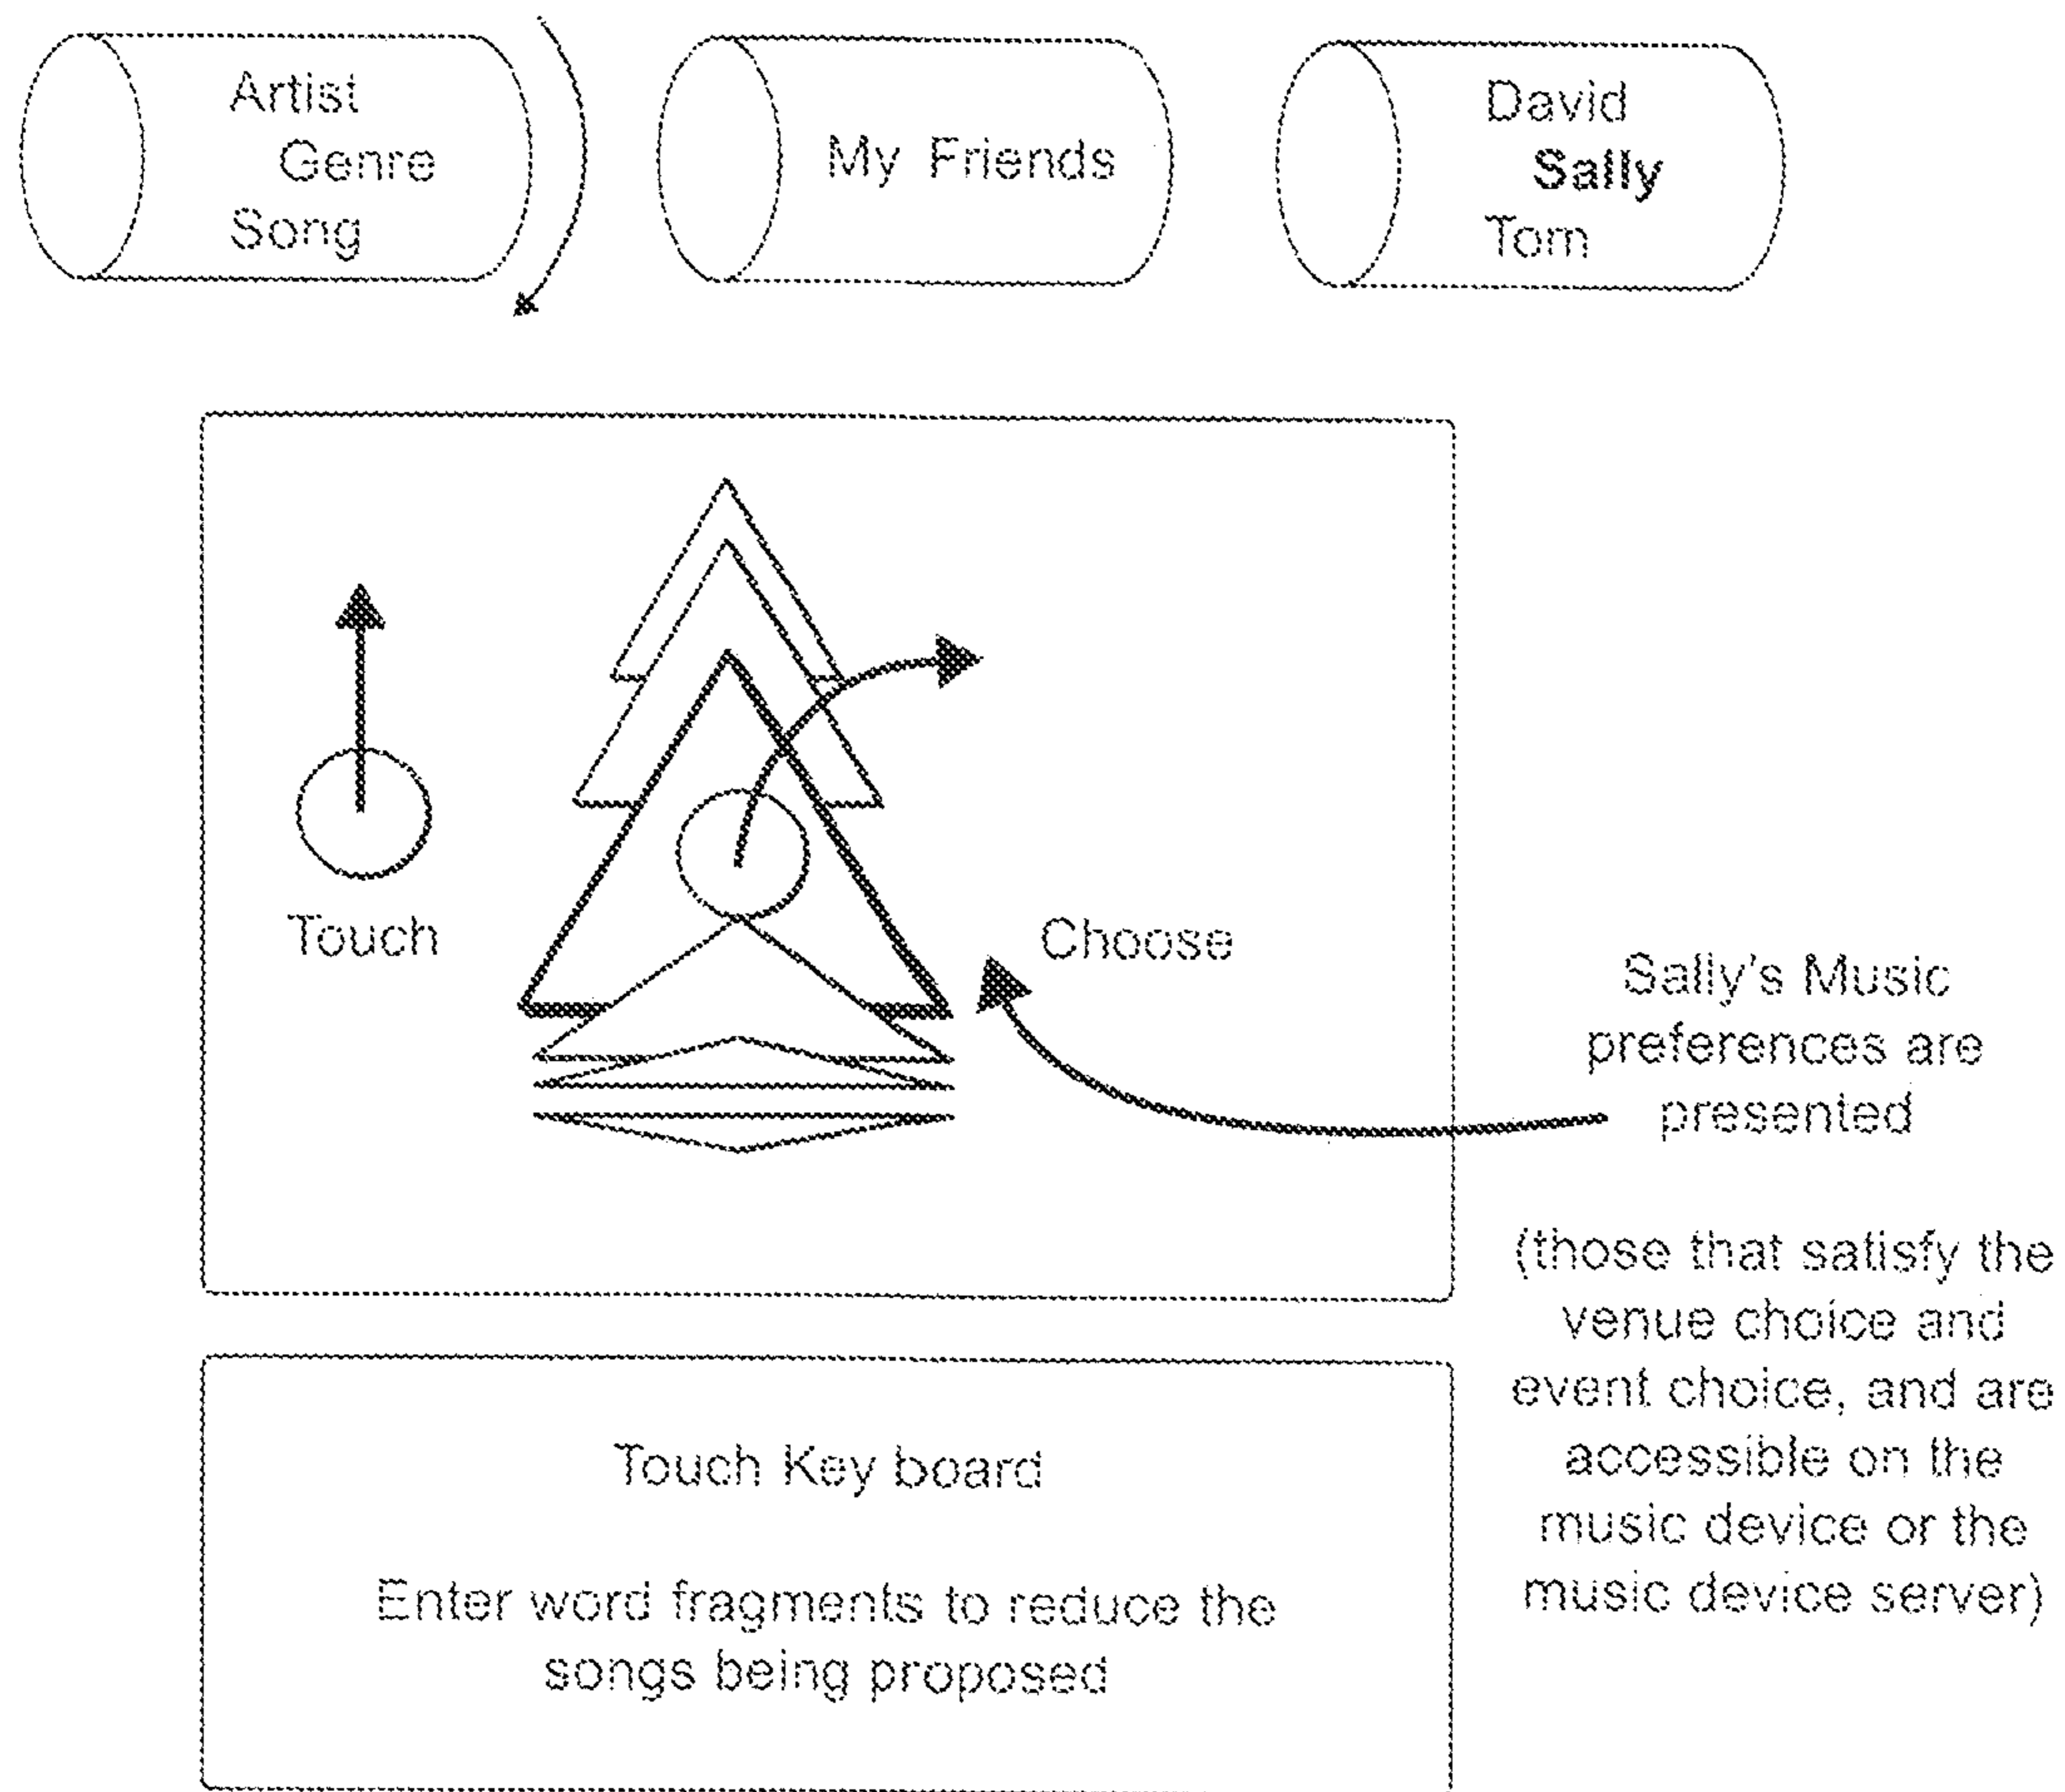 Artist
Genre
Song
My Friends
David
Sally
Tom
Touch
Choose
Sally's Music
preferences are
presented
(those that satisfy the
venue choice and
event choice, and are
accessible on the
music device or the
music device server)
Touch Key board
Enter word fragments to reduce the
songs being proposed